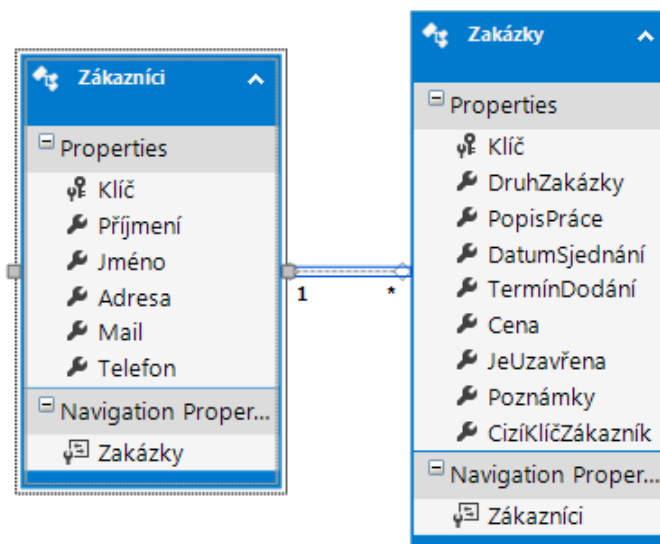 Zákazníci
Properties
Klíč
Příjmení
Jméno
Adresa
Mail
Telefon
Navigation Proper...
Zakázky
1
*
Zakázky
Properties
Klíč
DruhZakázky
PopisPráce
DatumSjednání
TermínDodání
Cena
JeUzavřena
Poznámky
CizíKlíčZákazník
Navigation Proper...
Zákazníci